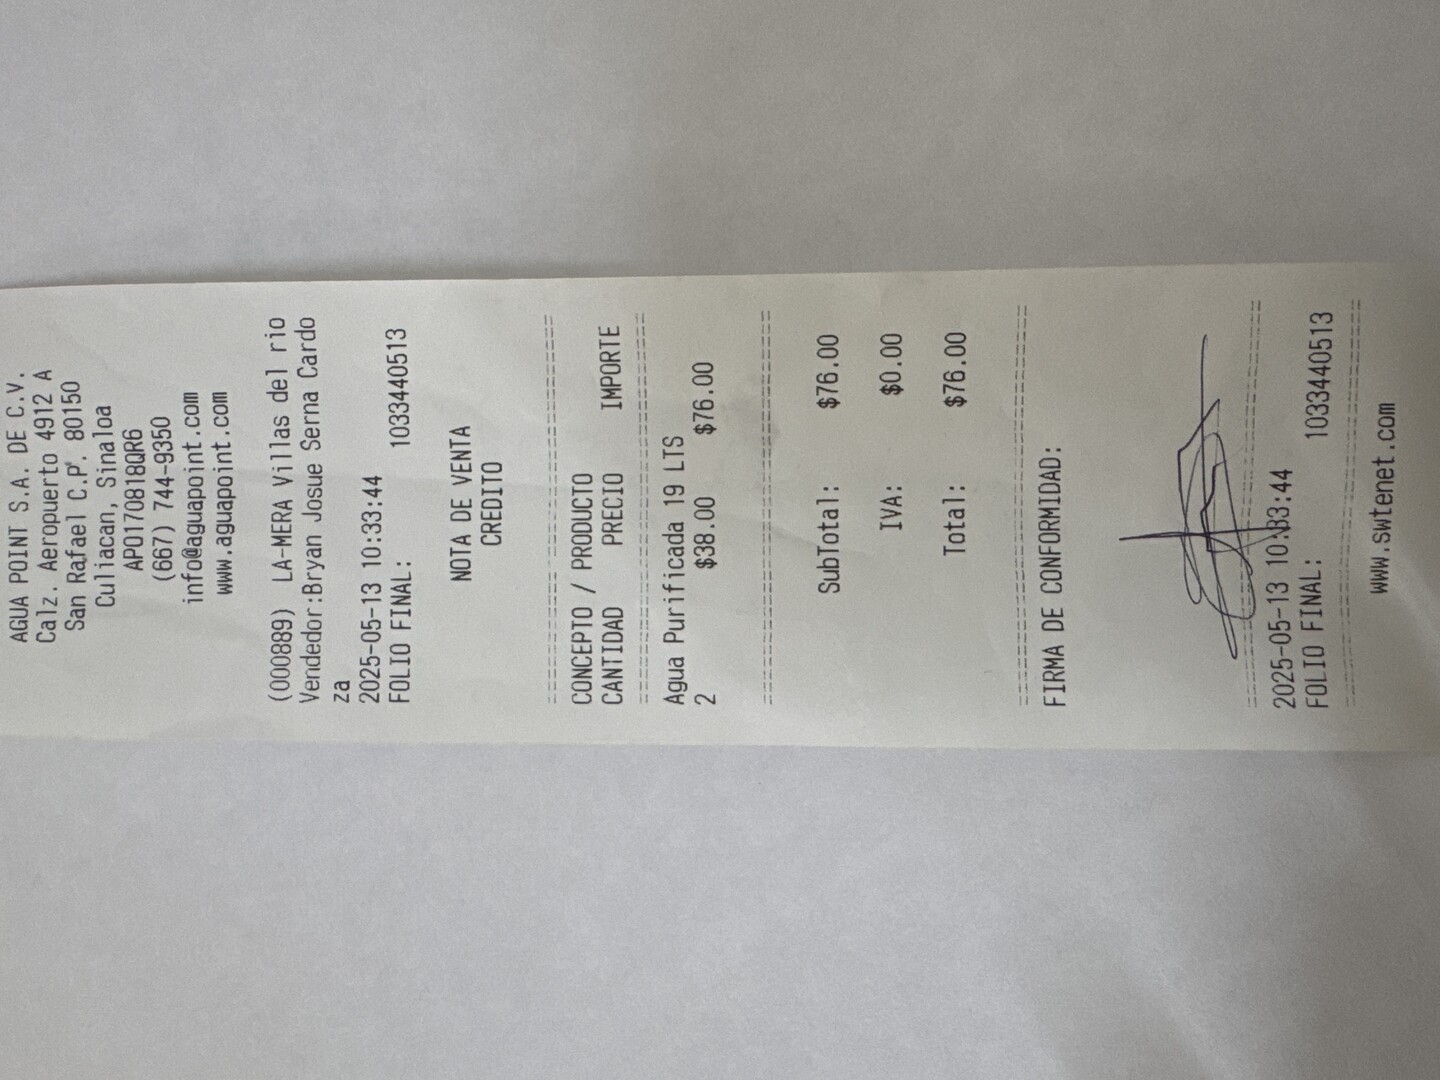 AGUA POINT S.A. DE C.V.
Calz. Aeropuerto 4912 A
San Rafael C.P. 80150
Culiacan, Sinaloa
APO170818QR6
(667) 744-9350
info@aguapoint.com
www.aguapoint.com
(000889) LA-MERA Villas del rio
Vendedor:Bryan Josue Serna Cardo
za
2025-05-13 10:33:44
FOLIO FINAL: 1033440513
NOTA DE VENTA
CREDITO
CONCEPTO / PRODUCTO
CANTIDAD PRECIO IMPORTE
Agua Purificada 19 LTS
2 $38.00 $76.00
SubTotal: $76.00
IVA: $0.00
Total: $76.00
FIRMA DE CONFORMIDAD:
2025-05-13 10:33:44
FOLIO FINAL: 1033440513
www.swtenet.com